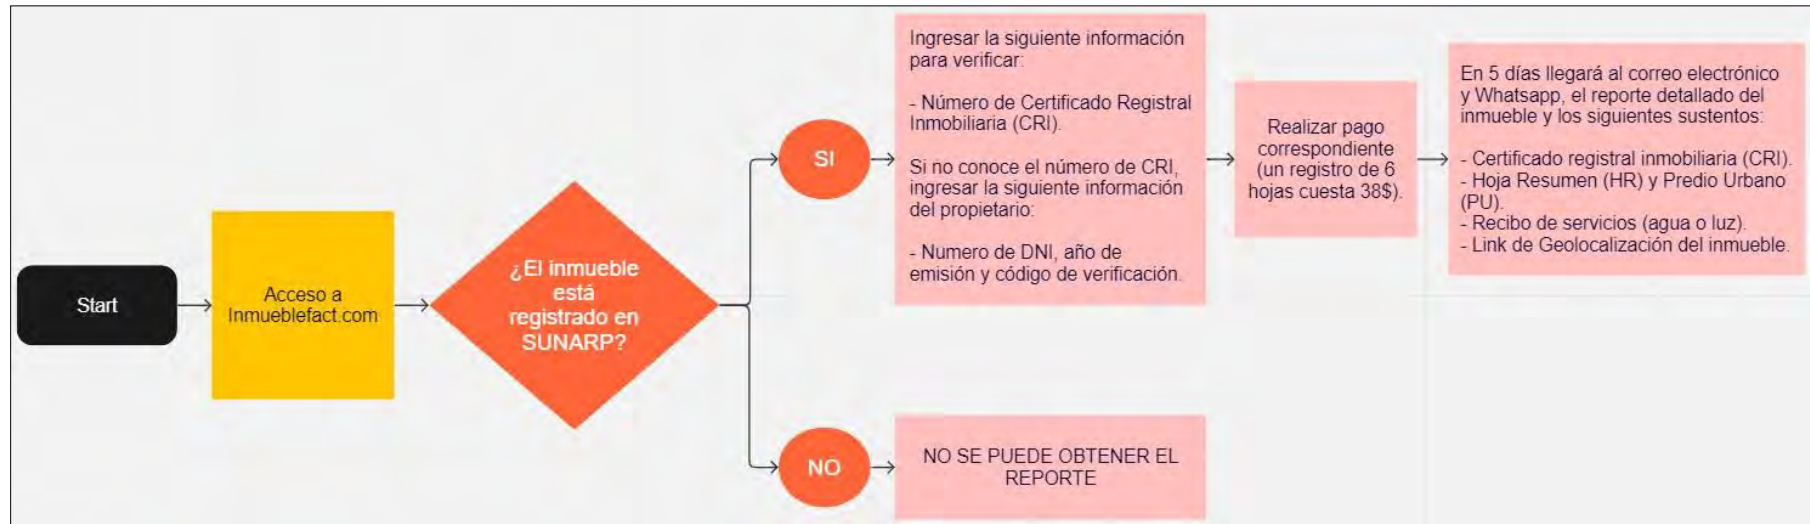 Start
Acceso a
Inmueblefact.com
¿El inmueble
está
registrado en
SUNARP?
SI
Ingresar la siguiente información
para verificar:
- Número de Certificado Registral
Inmobiliaria (CRI).
Si no conoce el número de CRI,
ingresar la siguiente información
del propietario:
- Numero de DNI, año de
emisión y código de verificación.
Realizar pago
correspondiente
(un registro de 6
hojas cuesta 38$).
En 5 días llegará al correo electrónico
y Whatsapp, el reporte detallado del
inmueble y los siguientes sustentos:
- Certificado registral inmobiliaria (CRI).
- Hoja Resumen (HR) y Predio Urbano
(PU).
- Recibo de servicios (agua o luz).
- Link de Geolocalización del inmueble.
NO
NO SE PUEDE OBTENER EL
REPORTE